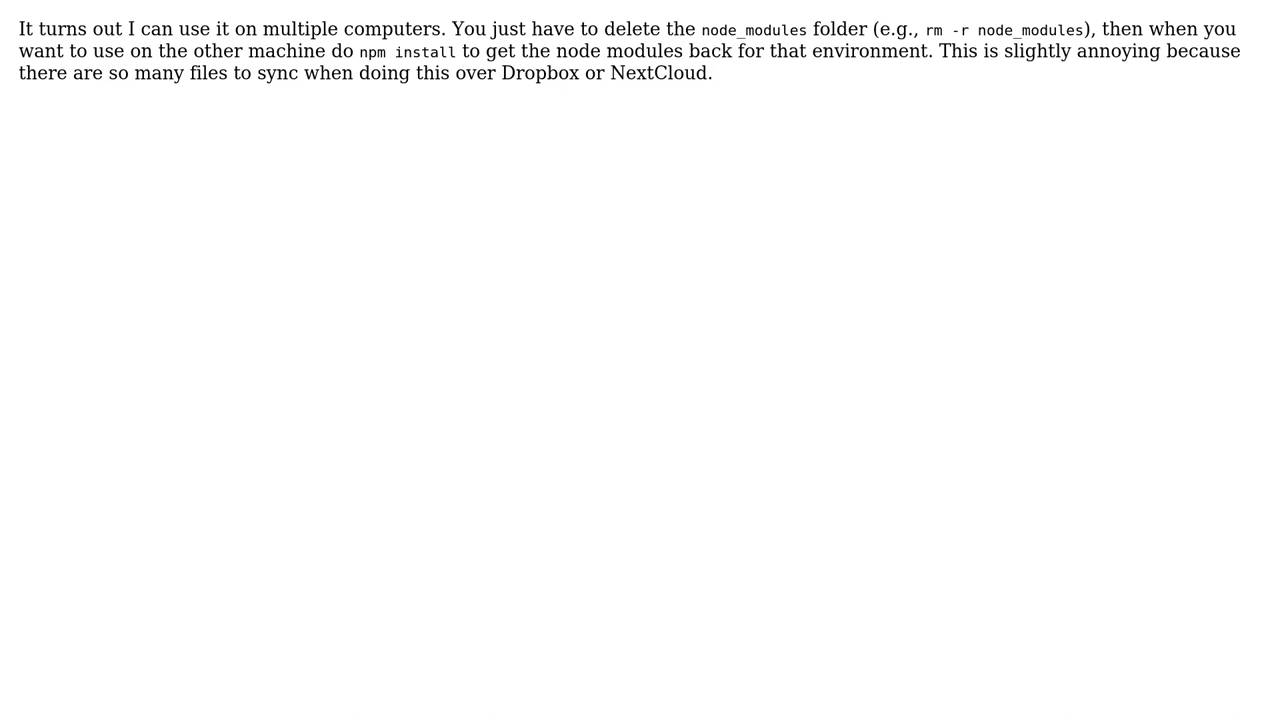 It turns out I can use it on multiple computers. You just have to delete the node_modules folder (e.g., rm -r node_modules), then when you
want to use on the other machine do npm install to get the node modules back for that environment. This is slightly annoying because
there are so many files to sync when doing this over Dropbox or NextCloud.